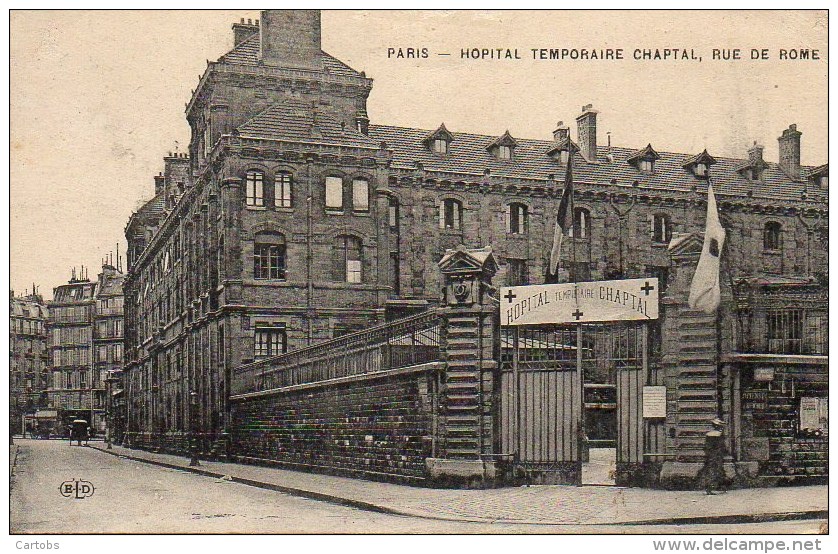 PARIS — HOPITAL TEMPORAIRE CHAPTAL, RUE DE ROME
HOPITAL TEMPORAIRE CHAPTAL
ELD
© Cartobs
www.delcampe.net